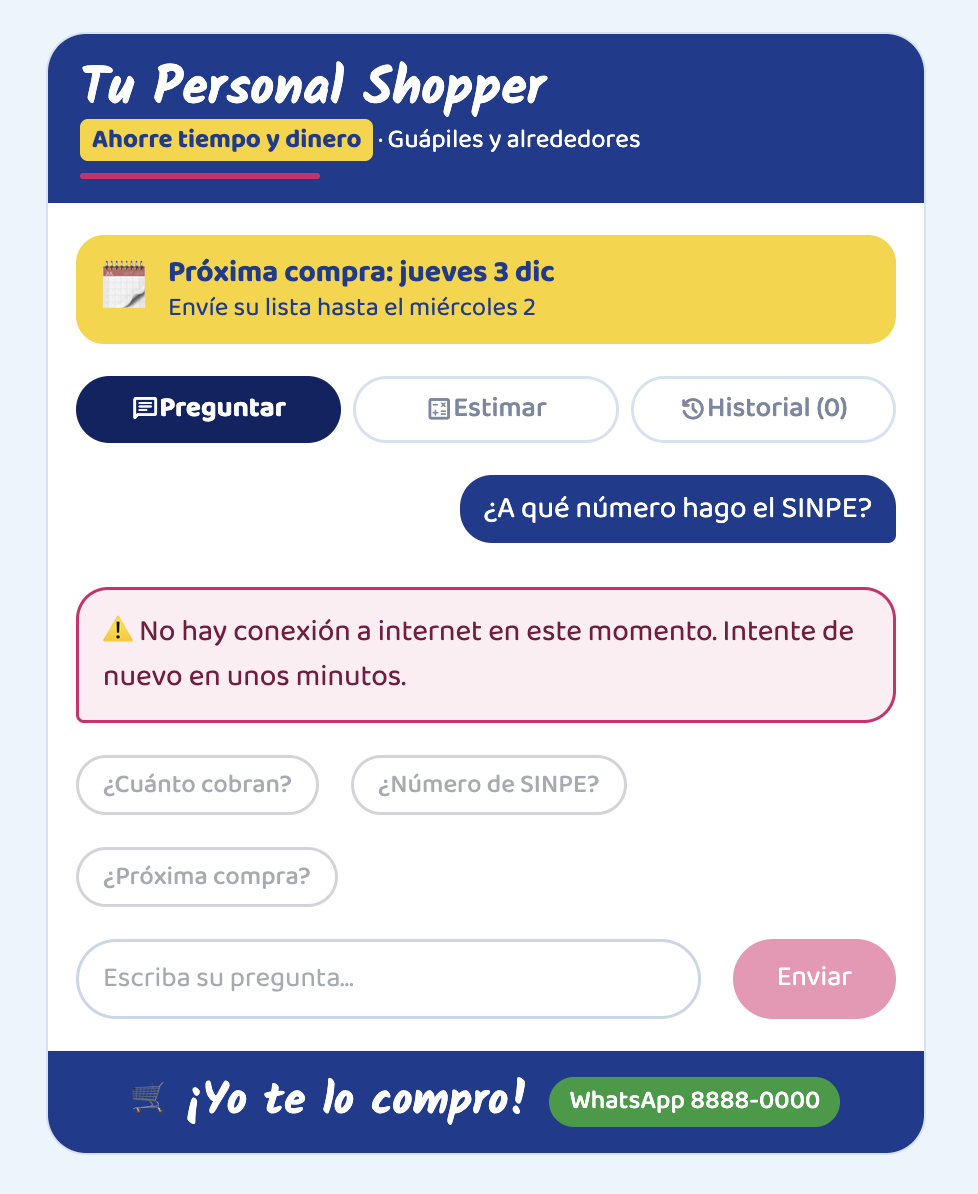 Tu Personal Shopper
Ahorre tiempo y dinero · Guápiles y alrededores
Próxima compra: jueves 3 dic
Envíe su lista hasta el miércoles 2
Preguntar
Estimar
Historial (0)
¿A qué número hago el SINPE?
⚠️ No hay conexión a internet en este momento. Intente de
nuevo en unos minutos.
¿Cuánto cobran?
¿Número de SINPE?
¿Próxima compra?
Escriba su pregunta...
Enviar
¡Yo te lo compro!
WhatsApp 8888-0000